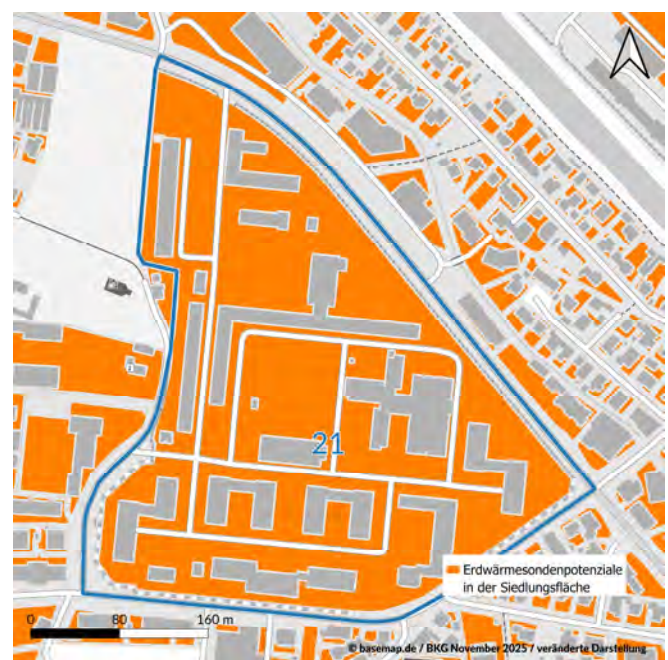 21
Erdwärmesondenpotenziale
in der Siedlungsfläche
0 80 160 m
© basemap.de / BKG November 2025 / veränderte Darstellung